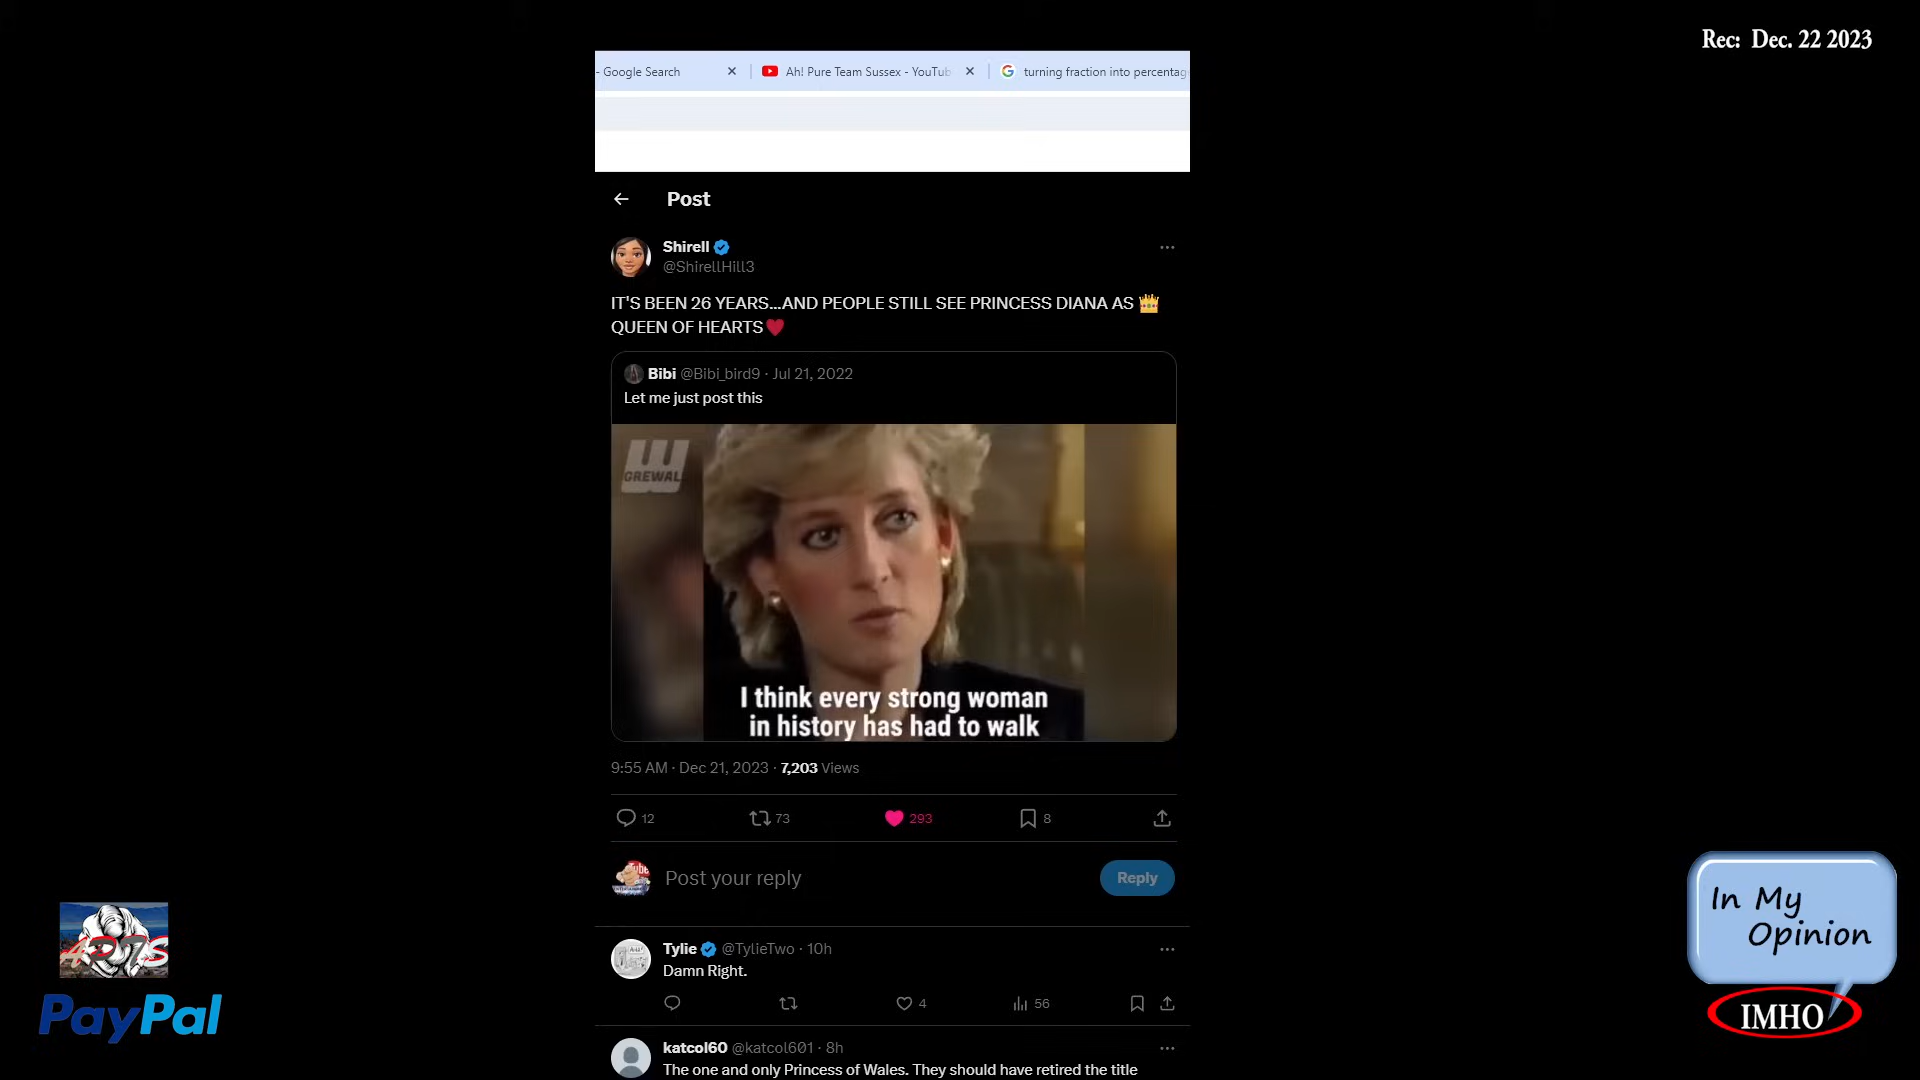 Rec: Dec. 22 2023
- Google Search
Ah! Pure Team Sussex - YouTub
turning fraction into percentag
Post
Shirell
@ShirellHill3
IT'S BEEN 26 YEARS...AND PEOPLE STILL SEE PRINCESS DIANA AS 👑
QUEEN OF HEARTS♥️
Bibi @Bibi_bird9 · Jul 21, 2022
Let me just post this
GREWAL
I think every strong woman
in history has had to walk
9:55 AM · Dec 21, 2023 · 7,203 Views
12 73 293 8
Post your reply
Reply
Tylie @TylieTwo · 10h
Damn Right.
4 56
katcol60 @katcol601 · 8h
The one and only Princess of Wales. They should have retired the title
PayPal
In My
Opinion
IMHO